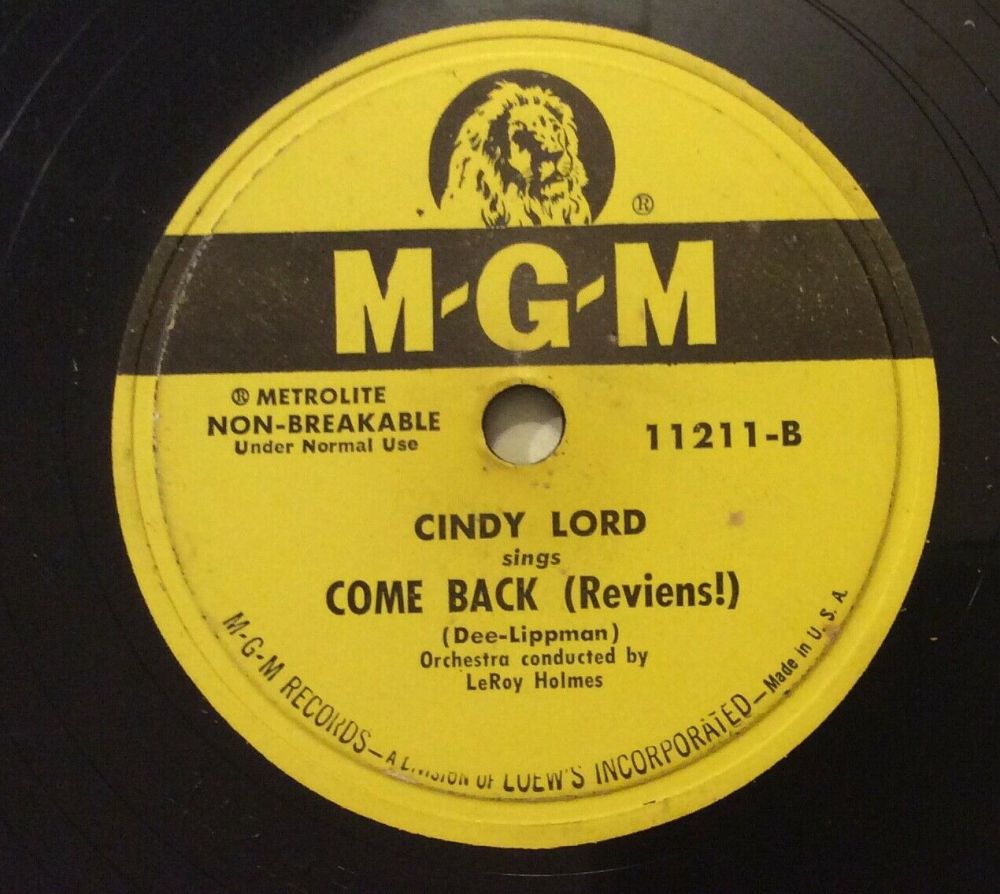 ®
M-G-M
® METROLITE
NON-BREAKABLE
Under Normal Use
11211-B
CINDY LORD
sings
COME BACK (Reviens!)
(Dee-Lippman)
Orchestra conducted by
LeRoy Holmes
M-G-M RECORDS—A DIVISION OF LOEW'S INCORPORATED—Made in U. S. A.